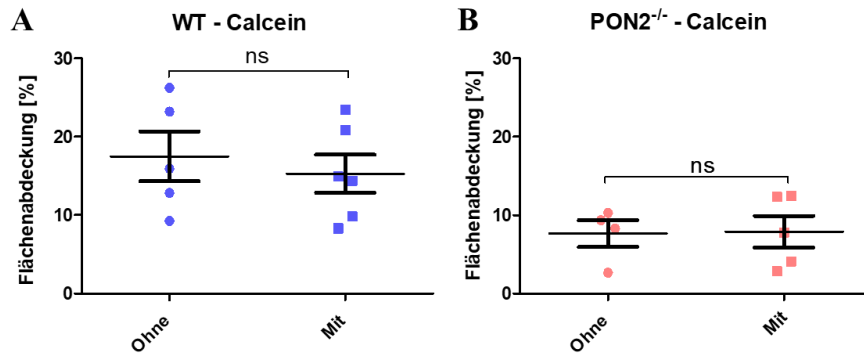 A
WT - Calcein
Flächenabdeckung [%]
30
20
10
0
ns
Ohne
Mit
B
PON2-/- - Calcein
Flächenabdeckung [%]
30
20
10
0
ns
Ohne
Mit